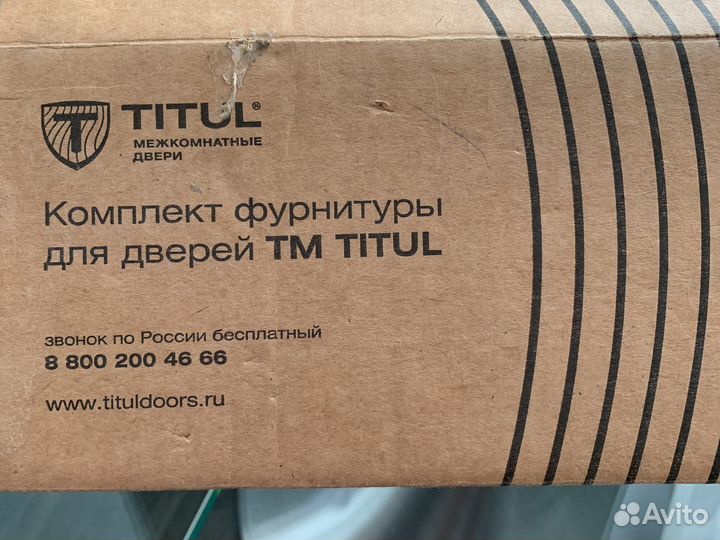 TITUL®
МЕЖКОМНАТНЫЕ
ДВЕРИ
Комплект фурнитуры
для дверей ТМ TITUL
звонок по России бесплатный
8 800 200 46 66
www.tituldoors.ru
Avito